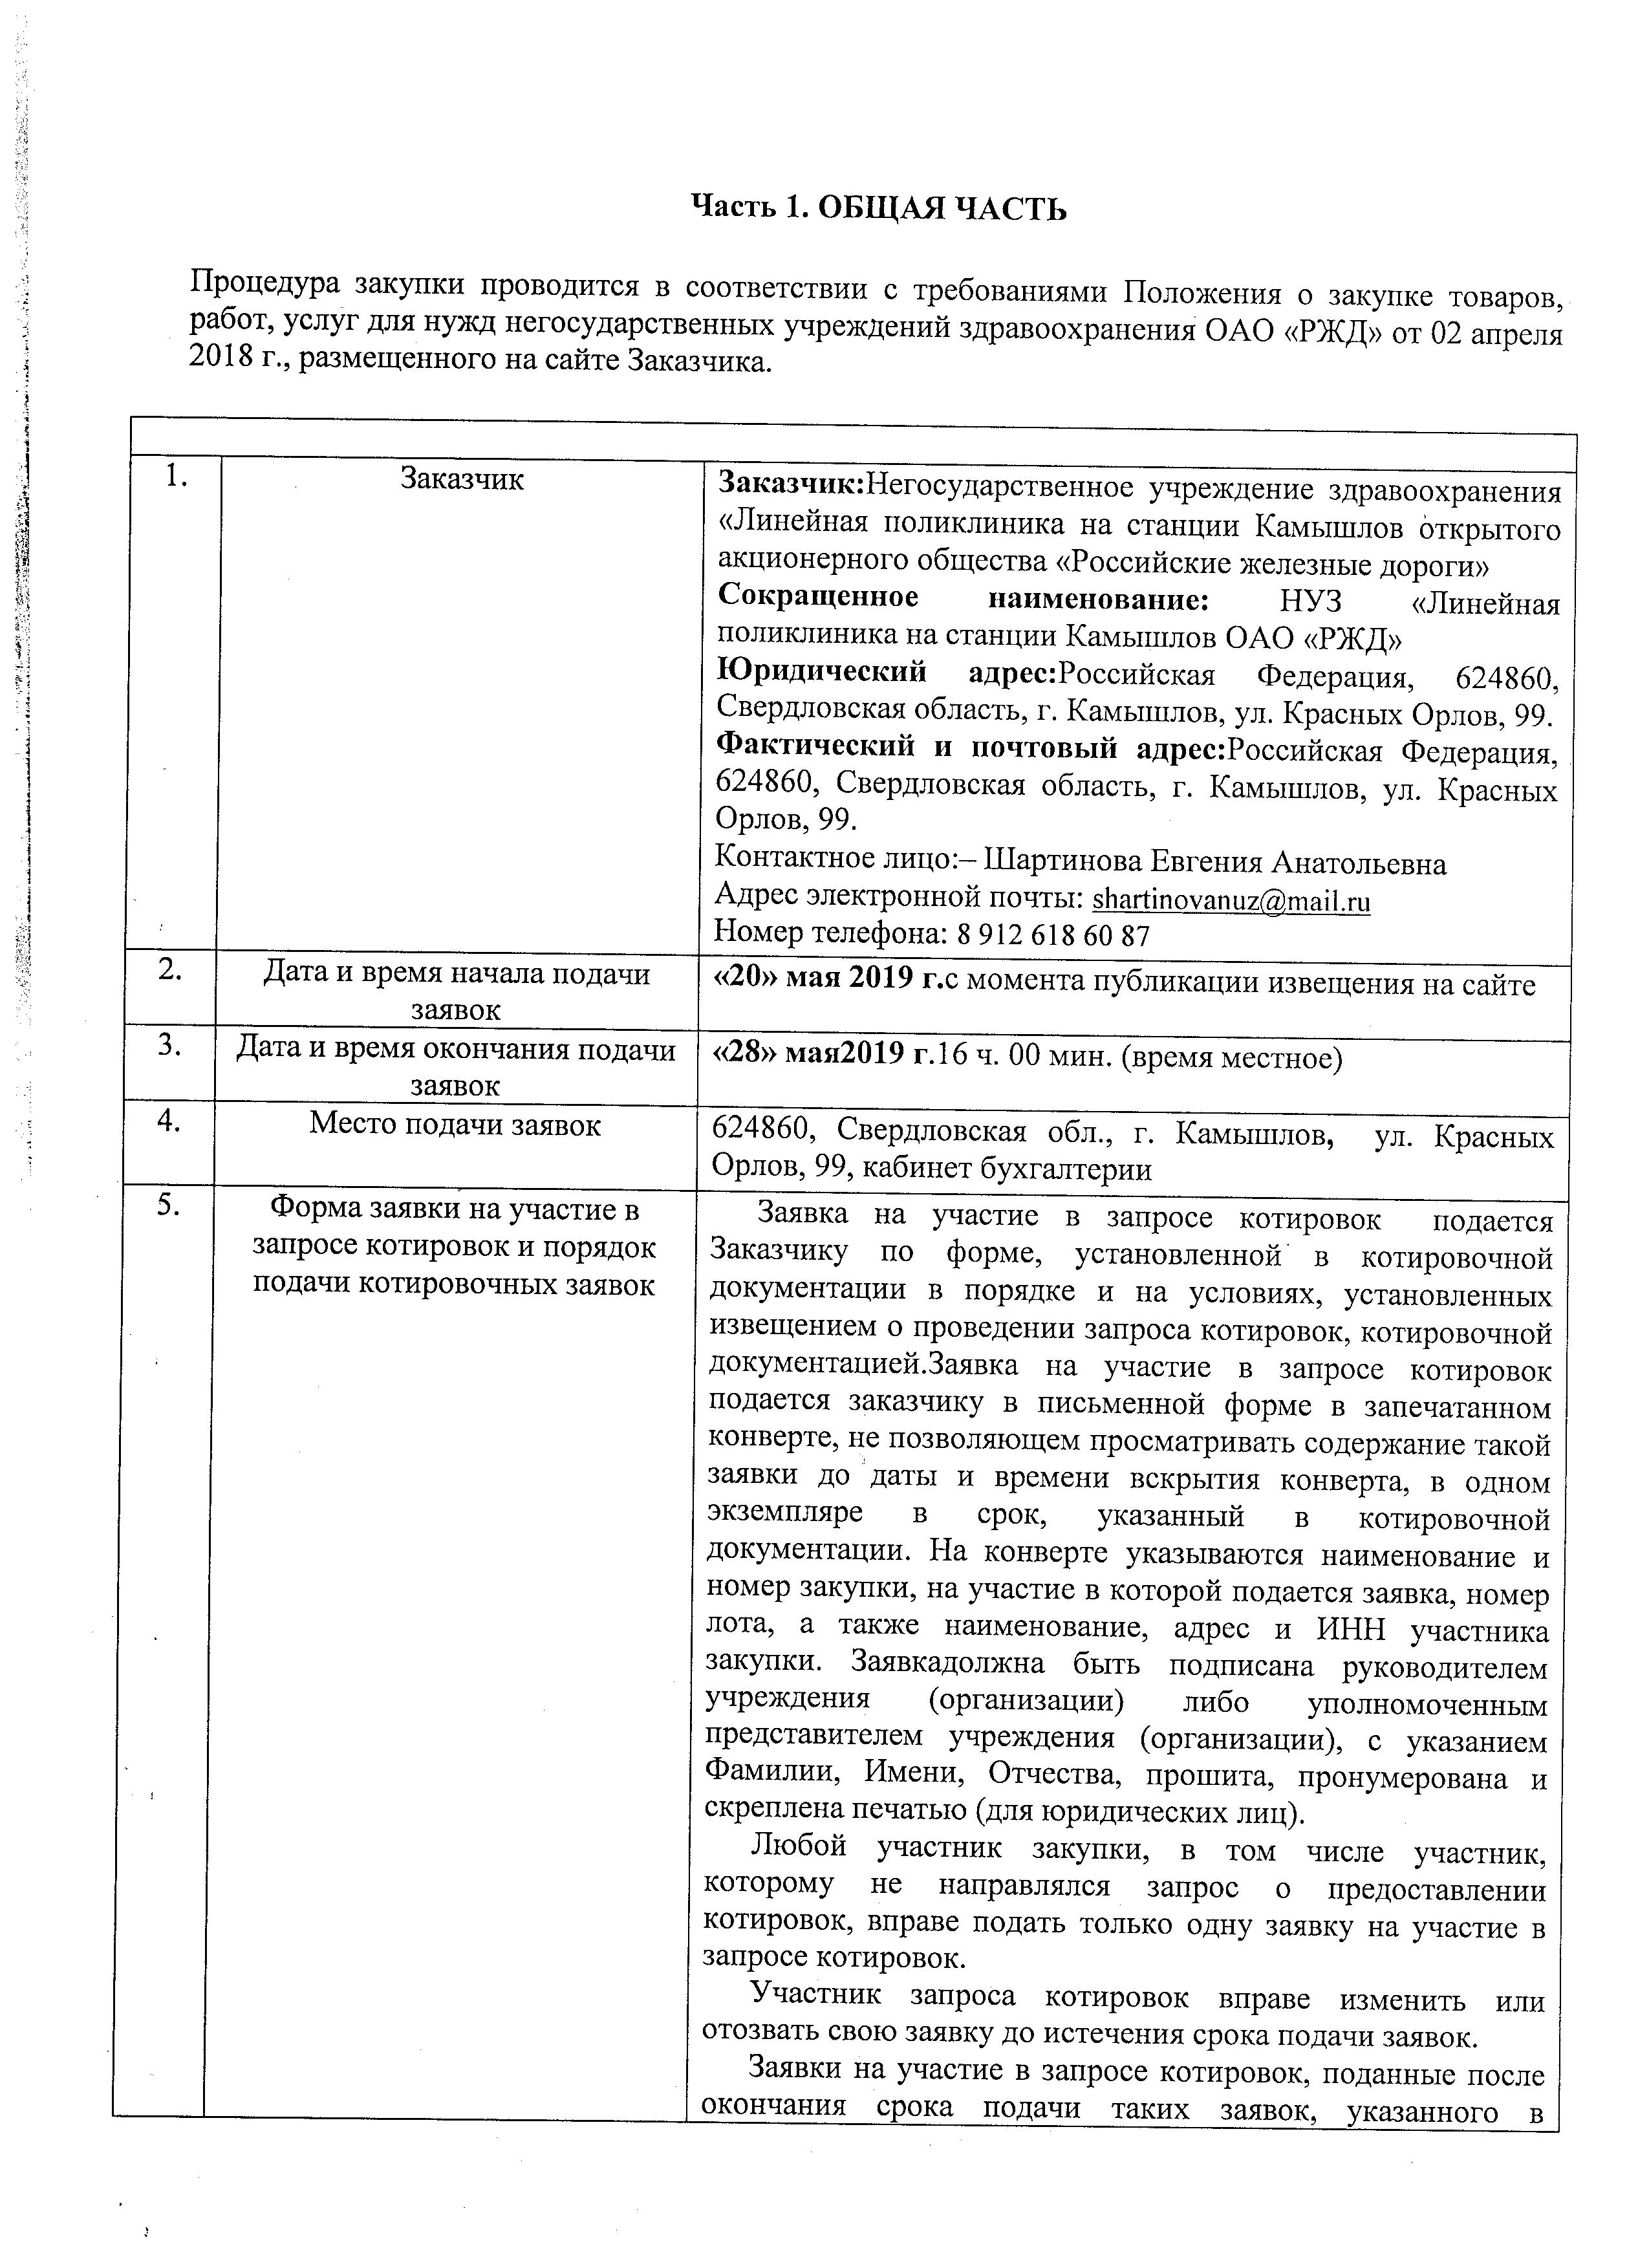 Часть 1. ОБЩАЯ ЧАСТЬ
Процедура закупки проводится в соответствии с требованиями Положения о закупке товаров,
работ, услуг для нужд негосударственных учреждений здравоохранения ОАО «РЖД» от 02 апреля
2018 г., размещенного на сайте Заказчика.
1.
Заказчик
Заказчик:Негосударственное учреждение здравоохранения
«Линейная поликлиника на станции Камышлов открытого
акционерного общества «Российские железные дороги»
Сокращенное наименование: НУЗ «Линейная
поликлиника на станции Камышлов ОАО «РЖД»
Юридический адрес:Российская Федерация, 624860,
Свердловская область, г. Камышлов, ул. Красных Орлов, 99.
Фактический и почтовый адрес:Российская Федерация,
624860, Свердловская область, г. Камышлов, ул. Красных
Орлов, 99.
Контактное лицо:– Шартинова Евгения Анатольевна
Адрес электронной почты: shartinovanuz@mail.ru
Номер телефона: 8 912 618 60 87
2.
Дата и время начала подачи
заявок
«20» мая 2019 г.с момента публикации извещения на сайте
3.
Дата и время окончания подачи
заявок
«28» мая2019 г.16 ч. 00 мин. (время местное)
4.
Место подачи заявок
624860, Свердловская обл., г. Камышлов, ул. Красных
Орлов, 99, кабинет бухгалтерии
5.
Форма заявки на участие в
запросе котировок и порядок
подачи котировочных заявок
Заявка на участие в запросе котировок подается
Заказчику по форме, установленной в котировочной
документации в порядке и на условиях, установленных
извещением о проведении запроса котировок, котировочной
документацией.Заявка на участие в запросе котировок
подается заказчику в письменной форме в запечатанном
конверте, не позволяющем просматривать содержание такой
заявки до даты и времени вскрытия конверта, в одном
экземпляре в срок, указанный в котировочной
документации. На конверте указываются наименование и
номер закупки, на участие в которой подается заявка, номер
лота, а также наименование, адрес и ИНН участника
закупки. Заявкадолжна быть подписана руководителем
учреждения (организации) либо уполномоченным
представителем учреждения (организации), с указанием
Фамилии, Имени, Отчества, прошита, пронумерована и
скреплена печатью (для юридических лиц).
Любой участник закупки, в том числе участник,
которому не направлялся запрос о предоставлении
котировок, вправе подать только одну заявку на участие в
запросе котировок.
Участник запроса котировок вправе изменить или
отозвать свою заявку до истечения срока подачи заявок.
Заявки на участие в запросе котировок, поданные после
окончания срока подачи таких заявок, указанного в